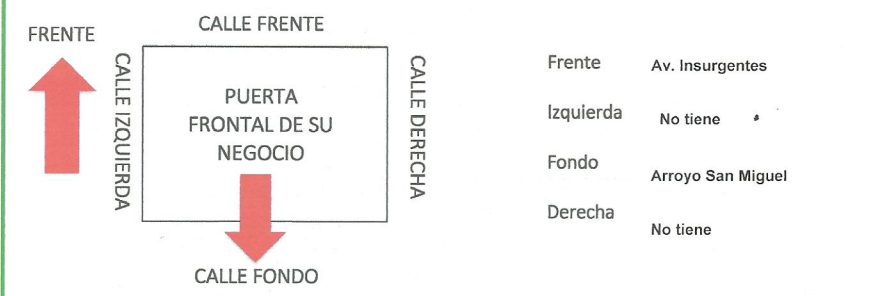 CALLE FRENTE
FRENTE
CALLE IZQUIERDA
PUERTA
FRONTAL DE SU
NEGOCIO
CALLE DERECHA
CALLE FONDO
Frente Av. Insurgentes
Izquierda No tiene
Fondo Arroyo San Miguel
Derecha No tiene